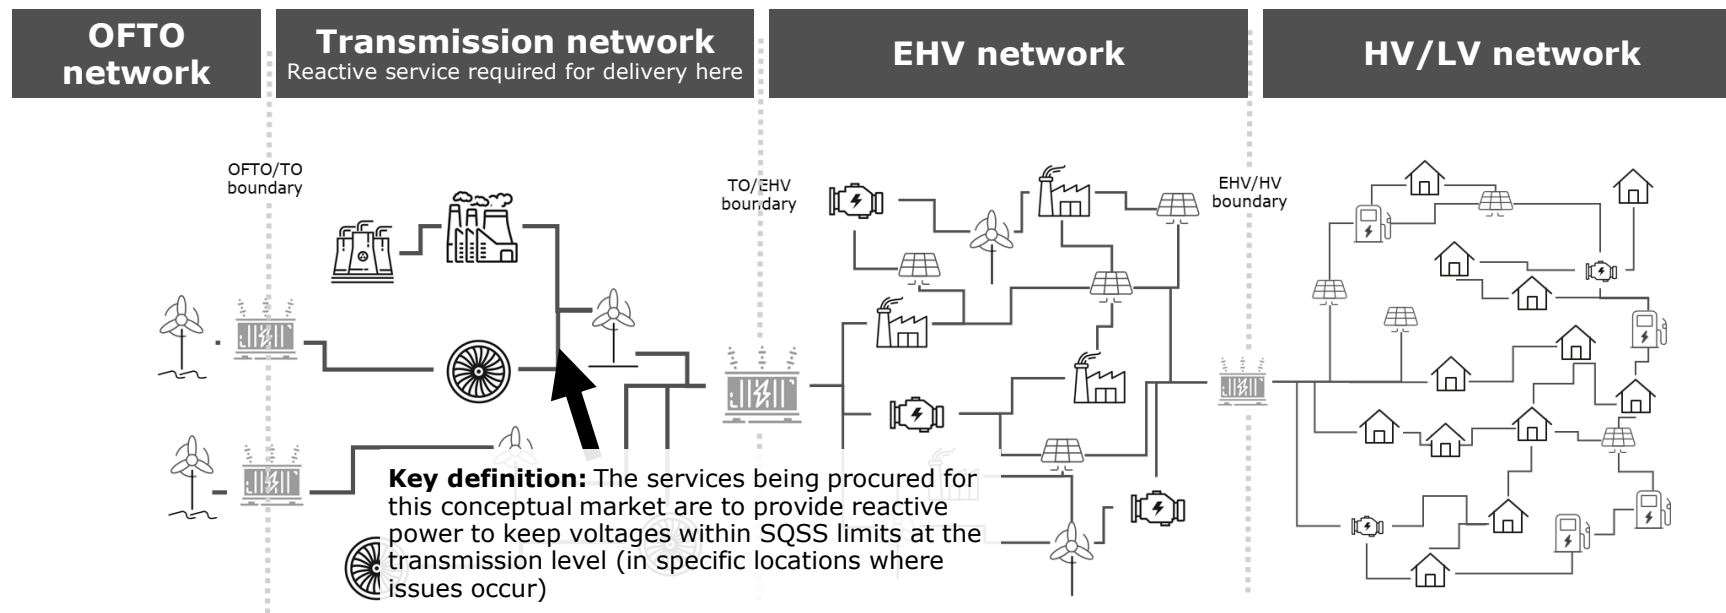 OFTO
network
Transmission network
Reactive service required for delivery here
EHV network
HV/LV network
OFTO/TO
boundary
TO/EHV
boundary
EHV/HV
boundary
Key definition: The services being procured for
this conceptual market are to provide reactive
power to keep voltages within SQSS limits at the
transmission level (in specific locations where
issues occur)